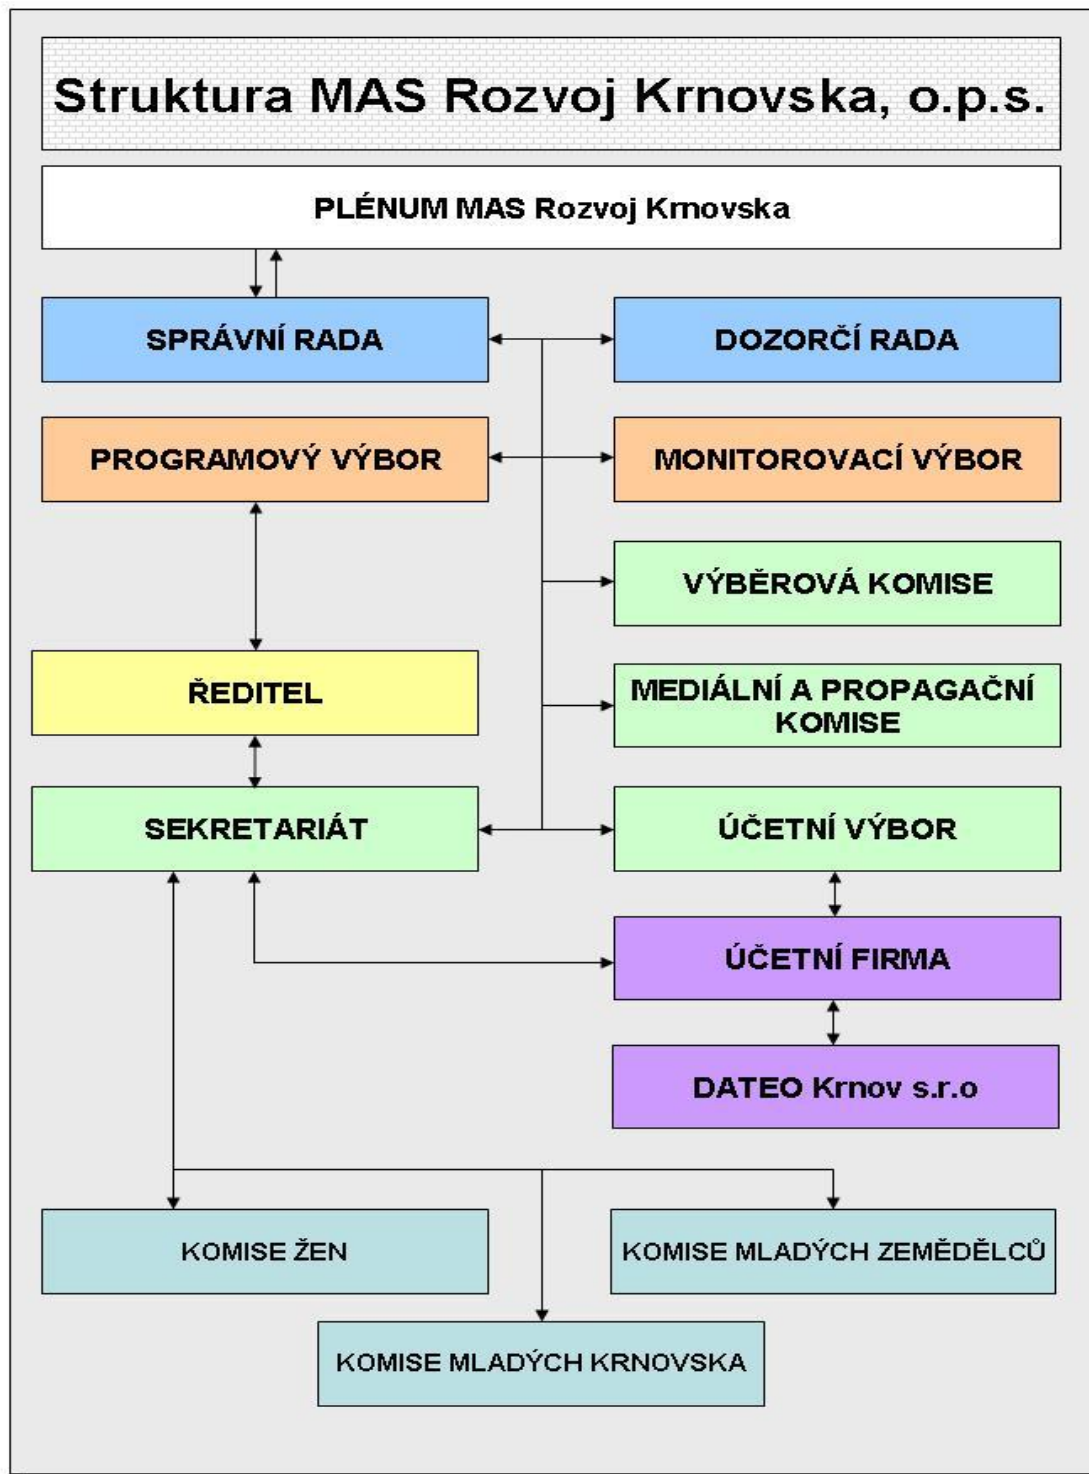 Struktura MAS Rozvoj Krnovska, o.p.s.
PLÉNUM MAS Rozvoj Krnovska
SPRÁVNÍ RADA
DOZORČÍ RADA
PROGRAMOVÝ VÝBOR
MONITOROVACÍ VÝBOR
VÝBĚROVÁ KOMISE
ŘEDITEL
MEDIÁLNÍ A PROPAGAČNÍ
KOMISE
SEKRETARIÁT
ÚČETNÍ VÝBOR
ÚČETNÍ FIRMA
DATEO Krnov s.r.o
KOMISE ŽEN
KOMISE MLADÝCH ZEMĚDĚLCŮ
KOMISE MLADÝCH KRNOVSKA